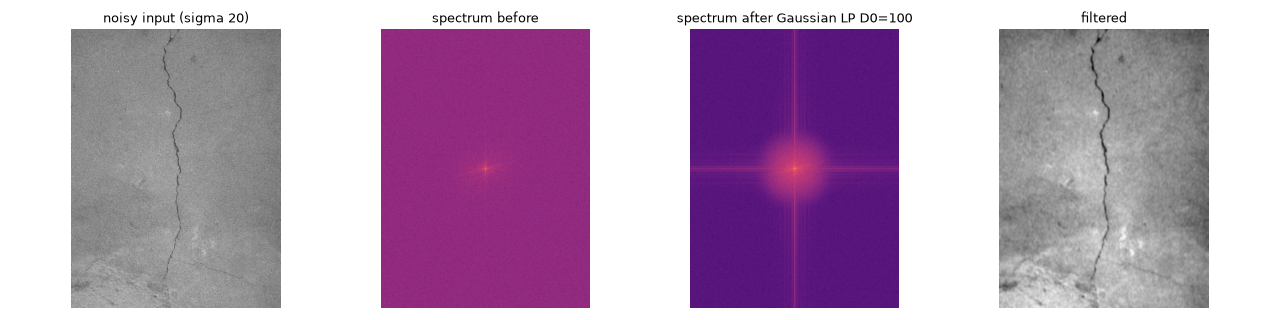 noisy input (sigma 20)
spectrum before
spectrum after Gaussian LP D0=100
filtered